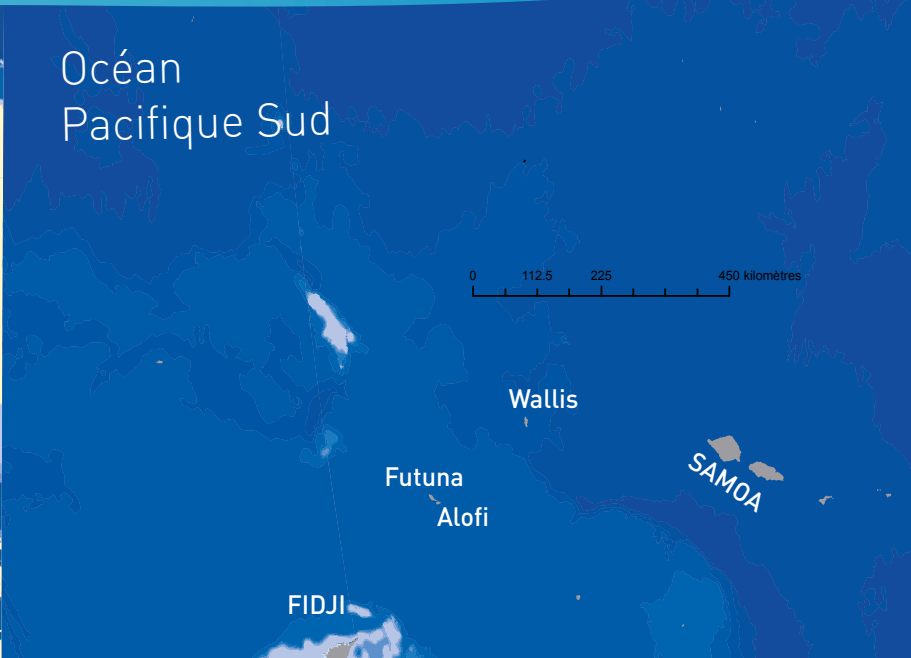 Océan
Pacifique Sud
0 112.5 225 450 kilomètres
Wallis
SAMOA
Futuna
Alofi
FIDJI